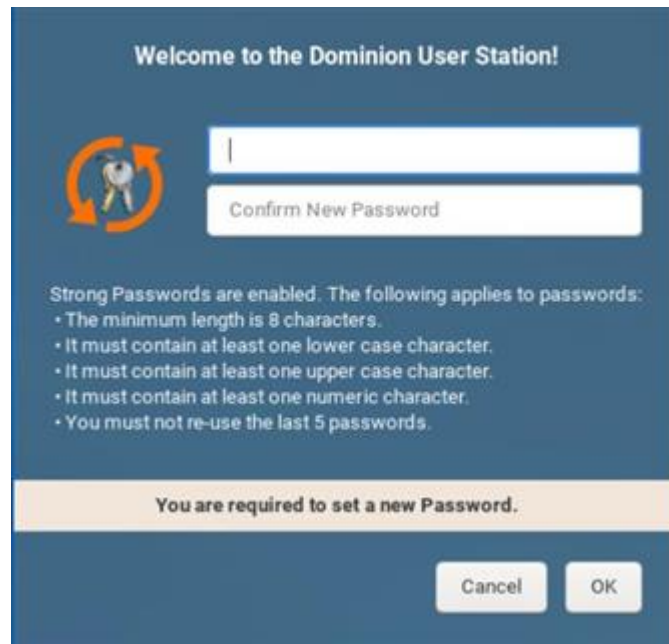 Welcome to the Dominion User Station!
Confirm New Password
Strong Passwords are enabled. The following applies to passwords:
• The minimum length is 8 characters.
• It must contain at least one lower case character.
• It must contain at least one upper case character.
• It must contain at least one numeric character.
• You must not re-use the last 5 passwords.
You are required to set a new Password.
Cancel OK